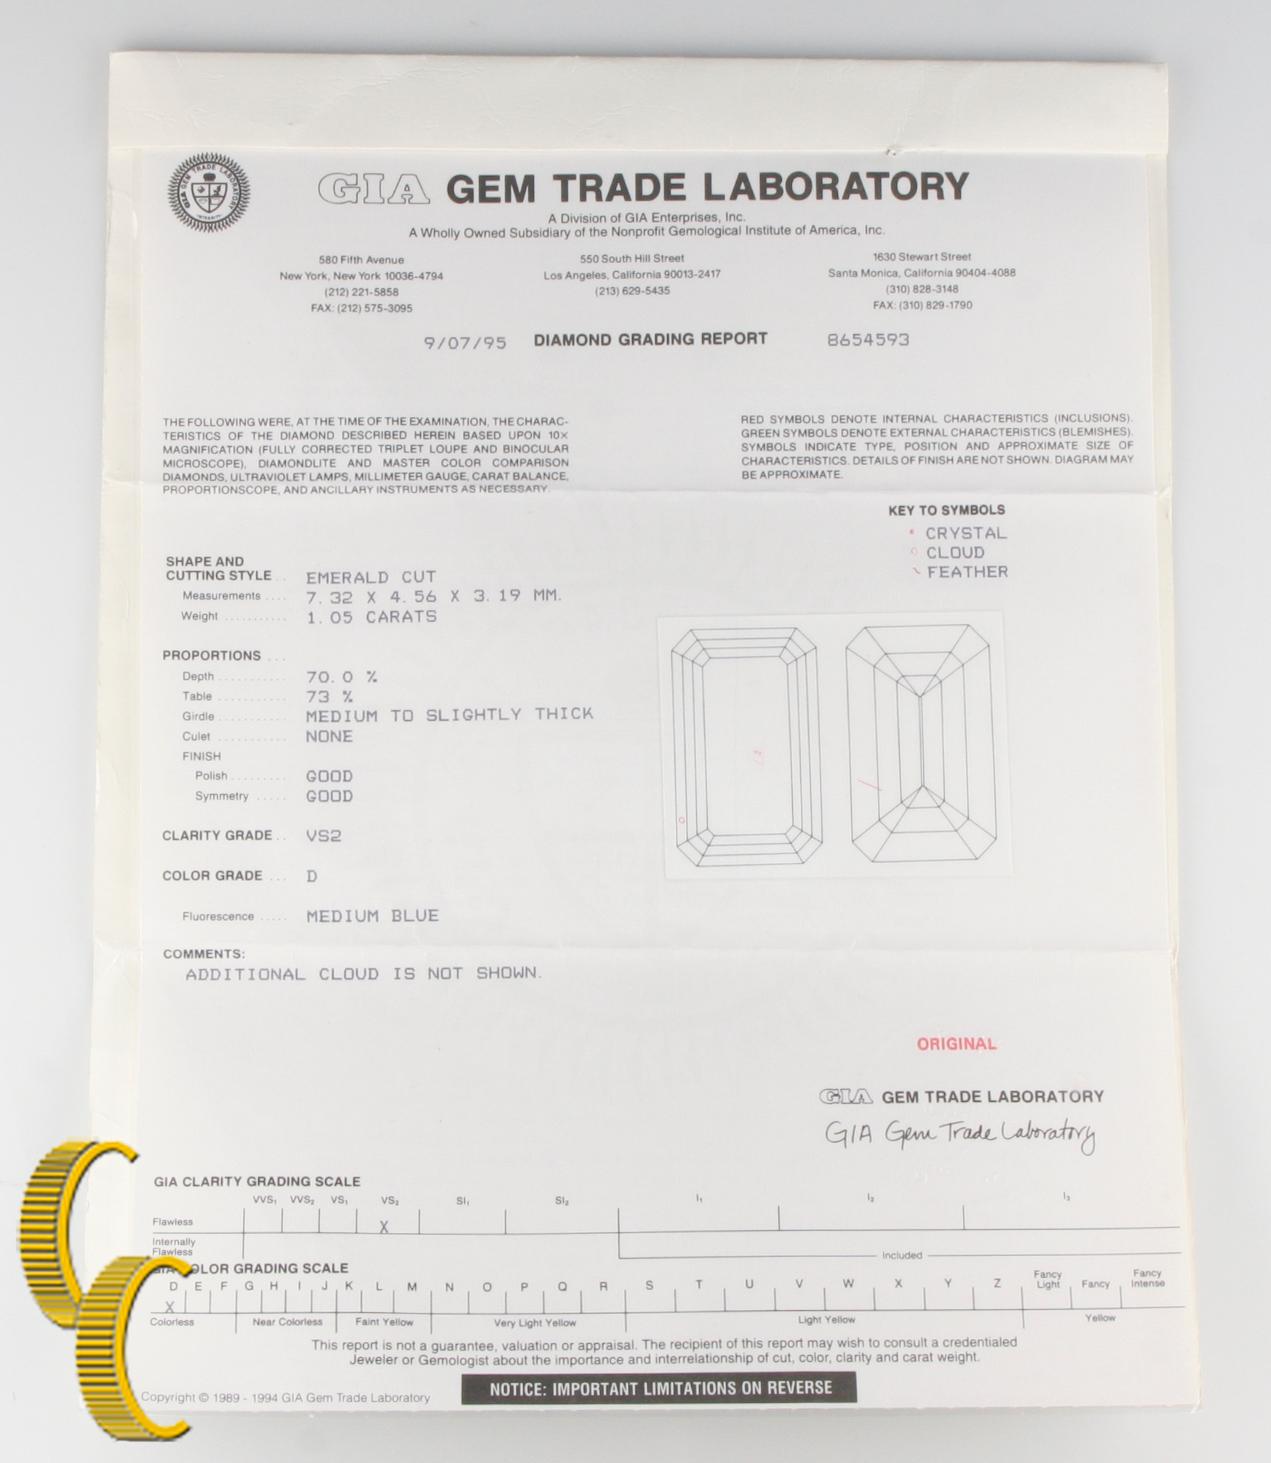 GIA GEM TRADE LABORATORY
A Division of GIA Enterprises, Inc.
A Wholly Owned Subsidiary of the Nonprofit Gemological Institute of America, Inc.
580 Fifth Avenue
New York, New York 10036-4794
(212) 221-5858
FAX: (212) 575-3095
550 South Hill Street
Los Angeles, California 90013-2417
(213) 629-5435
1630 Stewart Street
Santa Monica, California 90404-4088
(310) 828-3148
FAX: (310) 829-1790
9/07/95 DIAMOND GRADING REPORT 8654593
THE FOLLOWING WERE, AT THE TIME OF THE EXAMINATION, THE CHARAC-
TERISTICS OF THE DIAMOND DESCRIBED HEREIN BASED UPON 10X
MAGNIFICATION (FULLY CORRECTED TRIPLET LOUPE AND BINOCULAR
MICROSCOPE), DIAMONDLITE AND MASTER COLOR COMPARISON
DIAMONDS, ULTRAVIOLET LAMPS, MILLIMETER GAUGE, CARAT BALANCE,
PROPORTIONSCOPE, AND ANCILLARY INSTRUMENTS AS NECESSARY.
RED SYMBOLS DENOTE INTERNAL CHARACTERISTICS (INCLUSIONS).
GREEN SYMBOLS DENOTE EXTERNAL CHARACTERISTICS (BLEMISHES).
SYMBOLS INDICATE TYPE, POSITION AND APPROXIMATE SIZE OF
CHARACTERISTICS. DETAILS OF FINISH ARE NOT SHOWN. DIAGRAM MAY
BE APPROXIMATE.
KEY TO SYMBOLS
CRYSTAL
CLOUD
FEATHER
SHAPE AND
CUTTING STYLE .. EMERALD CUT
Measurements .... 7.32 X 4.56 X 3.19 MM.
Weight ........... 1.05 CARATS
PROPORTIONS ...
Depth ............ 70.0 %
Table ............ 73 %
Girdle ............ MEDIUM TO SLIGHTLY THICK
Culet ............ NONE
FINISH
Polish .......... GOOD
Symmetry ..... GOOD
CLARITY GRADE .. VS2
COLOR GRADE ... D
Fluorescence ..... MEDIUM BLUE
COMMENTS:
ADDITIONAL CLOUD IS NOT SHOWN.
ORIGINAL
GIA GEM TRADE LABORATORY
GIA Gem Trade Laboratory
GIA CLARITY GRADING SCALE
VVS1 VVS2 VS1 VS2 SI1 SI2 I1 I2 I3
Flawless X
Internally
Flawless
Included
GIA COLOR GRADING SCALE
D E F G H I J K L M N O P Q R S T U V W X Y Z Fancy Light Fancy Fancy Intense
X
Colorless Near Colorless Faint Yellow Very Light Yellow Light Yellow Yellow
This report is not a guarantee, valuation or appraisal. The recipient of this report may wish to consult a credentialed
Jeweler or Gemologist about the importance and interrelationship of cut, color, clarity and carat weight.
Copyright © 1989 - 1994 GIA Gem Trade Laboratory
NOTICE: IMPORTANT LIMITATIONS ON REVERSE